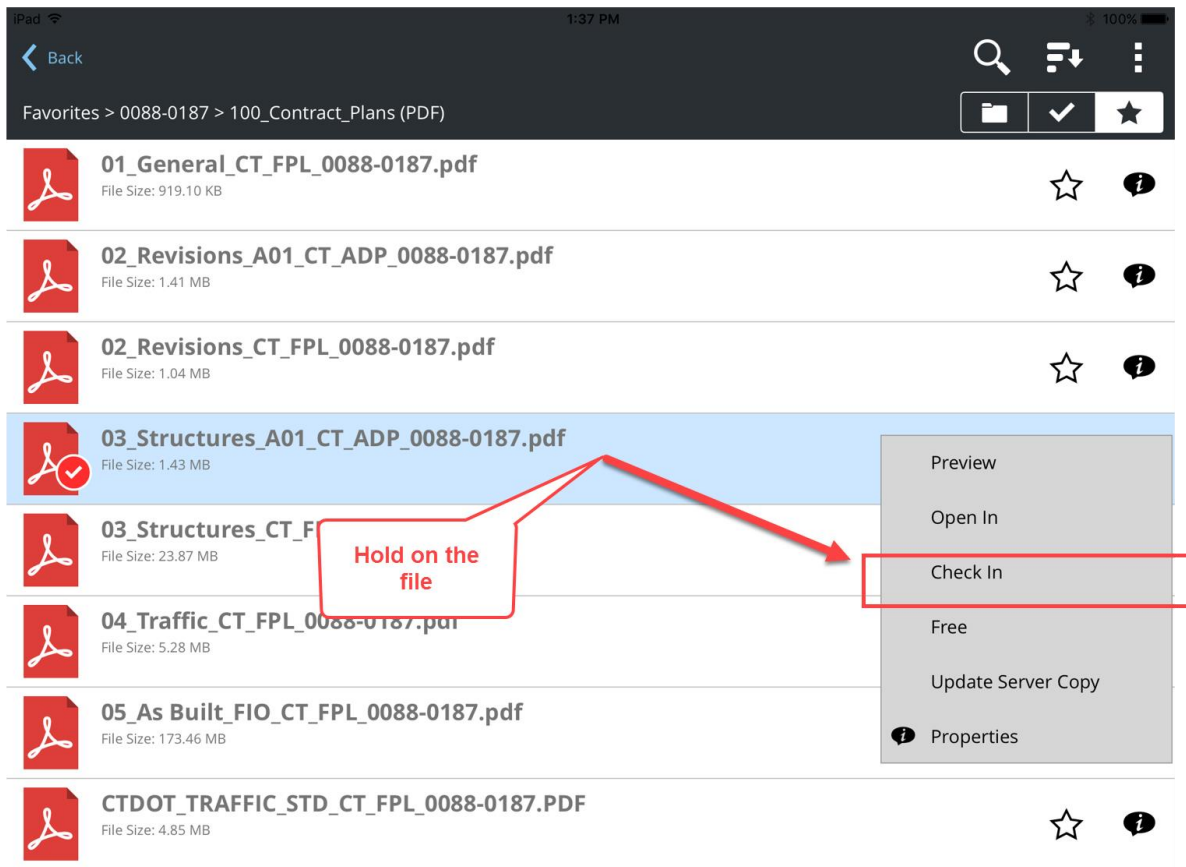 iPad 1:37 PM 100%
Back
Favorites > 0088-0187 > 100_Contract_Plans (PDF)
01_General_CT_FPL_0088-0187.pdf
File Size: 919.10 KB
02_Revisions_A01_CT_ADP_0088-0187.pdf
File Size: 1.41 MB
02_Revisions_CT_FPL_0088-0187.pdf
File Size: 1.04 MB
03_Structures_A01_CT_ADP_0088-0187.pdf
File Size: 1.43 MB
03_Structures_CT_F
File Size: 23.87 MB
04_Traffic_CT_FPL_0088-0187.pdf
File Size: 5.28 MB
05_As Built_FIO_CT_FPL_0088-0187.pdf
File Size: 173.46 MB
CTDOT_TRAFFIC_STD_CT_FPL_0088-0187.PDF
File Size: 4.85 MB
Hold on the
file
Preview
Open In
Check In
Free
Update Server Copy
Properties